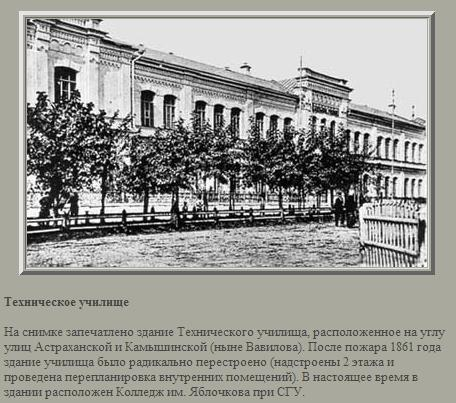 Техническое училище
На снимке запечатлено здание Технического училища, расположенное на углу
улиц Астраханской и Камышинской (ныне Вавилова). После пожара 1861 года
здание училища было радикально перестроено (надстроены 2 этажа и
проведена перепланировка внутренних помещений). В настоящее время в
здании расположен Колледж им. Яблочкова при СГУ.